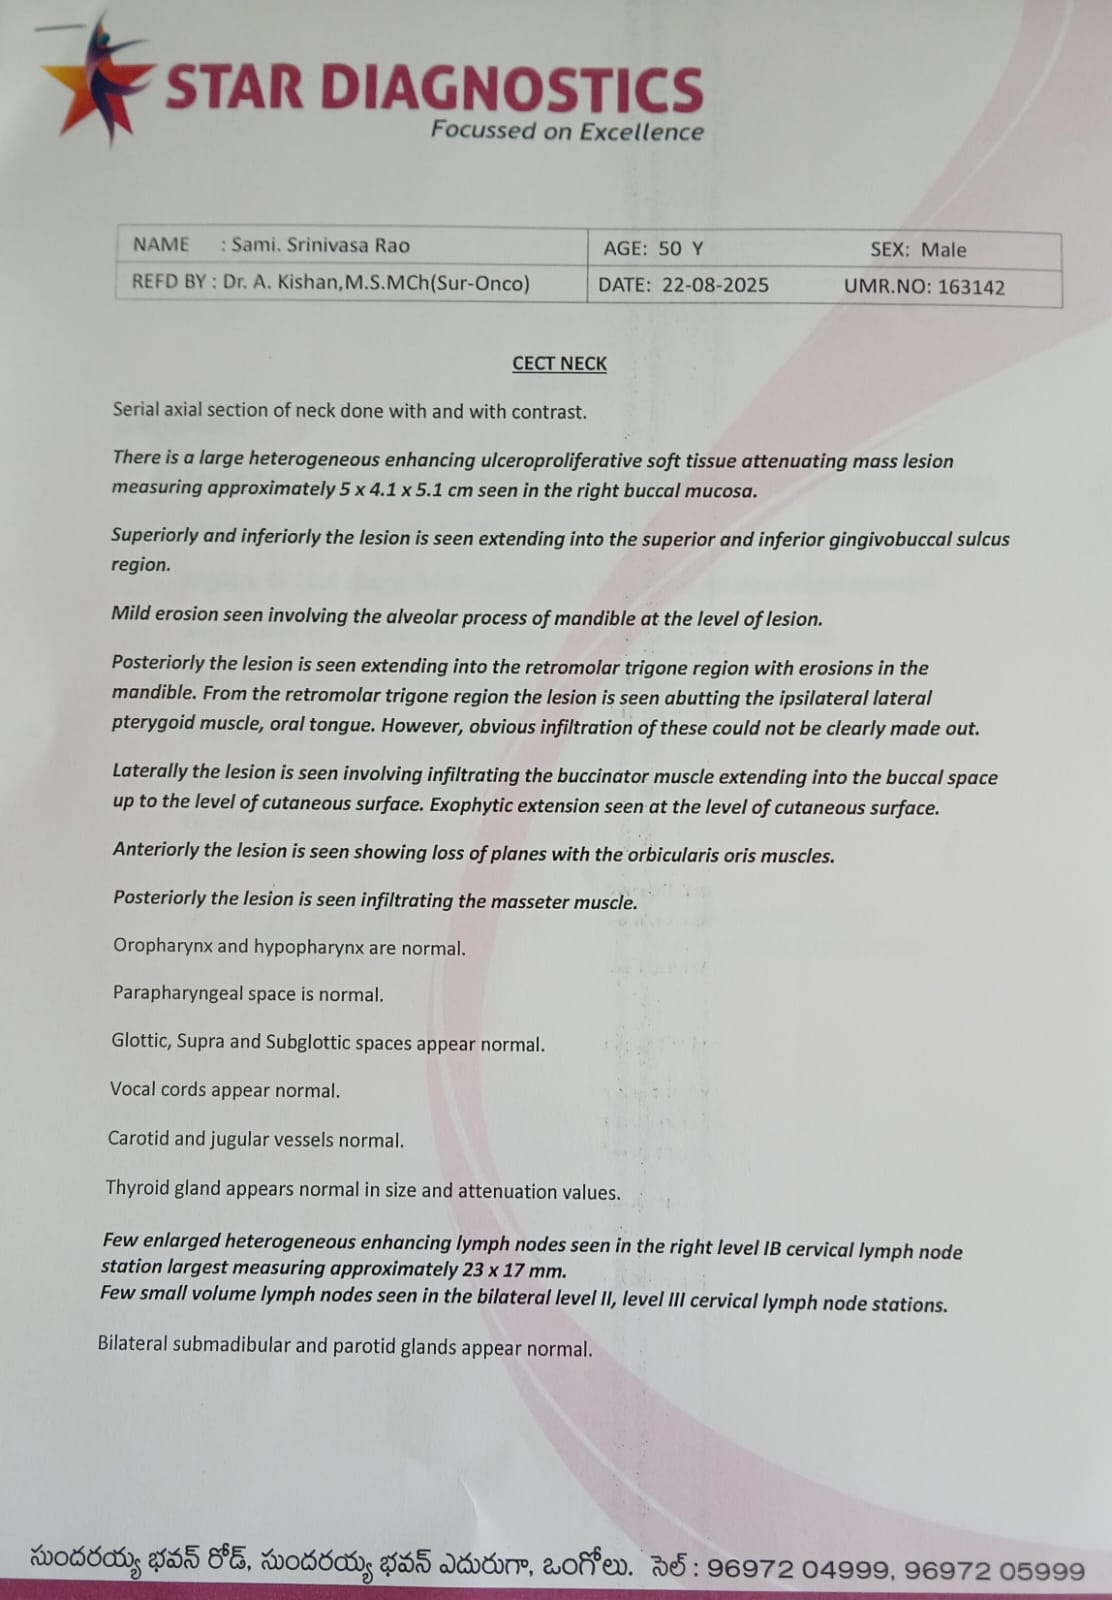 STAR DIAGNOSTICS
Focussed on Excellence
NAME : Sami. Srinivasa Rao AGE: 50 Y SEX: Male
REFD BY : Dr. A. Kishan,M.S.MCh(Sur-Onco) DATE: 22-08-2025 UMR.NO: 163142
CECT NECK
Serial axial section of neck done with and with contrast.
There is a large heterogeneous enhancing ulceroproliferative soft tissue attenuating mass lesion
measuring approximately 5 x 4.1 x 5.1 cm seen in the right buccal mucosa.
Superiorly and inferiorly the lesion is seen extending into the superior and inferior gingivobuccal sulcus
region.
Mild erosion seen involving the alveolar process of mandible at the level of lesion.
Posteriorly the lesion is seen extending into the retromolar trigone region with erosions in the
mandible. From the retromolar trigone region the lesion is seen abutting the ipsilateral lateral
pterygoid muscle, oral tongue. However, obvious infiltration of these could not be clearly made out.
Laterally the lesion is seen involving infiltrating the buccinator muscle extending into the buccal space
up to the level of cutaneous surface. Exophytic extension seen at the level of cutaneous surface.
Anteriorly the lesion is seen showing loss of planes with the orbicularis oris muscles.
Posteriorly the lesion is seen infiltrating the masseter muscle.
Oropharynx and hypopharynx are normal.
Parapharyngeal space is normal.
Glottic, Supra and Subglottic spaces appear normal.
Vocal cords appear normal.
Carotid and jugular vessels normal.
Thyroid gland appears normal in size and attenuation values.
Few enlarged heterogeneous enhancing lymph nodes seen in the right level IB cervical lymph node
station largest measuring approximately 23 x 17 mm.
Few small volume lymph nodes seen in the bilateral level II, level III cervical lymph node stations.
Bilateral submadibular and parotid glands appear normal.
సుందరయ్య భవన్ రోడ్, సుందరయ్య భవన్ ఎదురుగా, ఒంగోలు. సెల్ : 96972 04999, 96972 05999